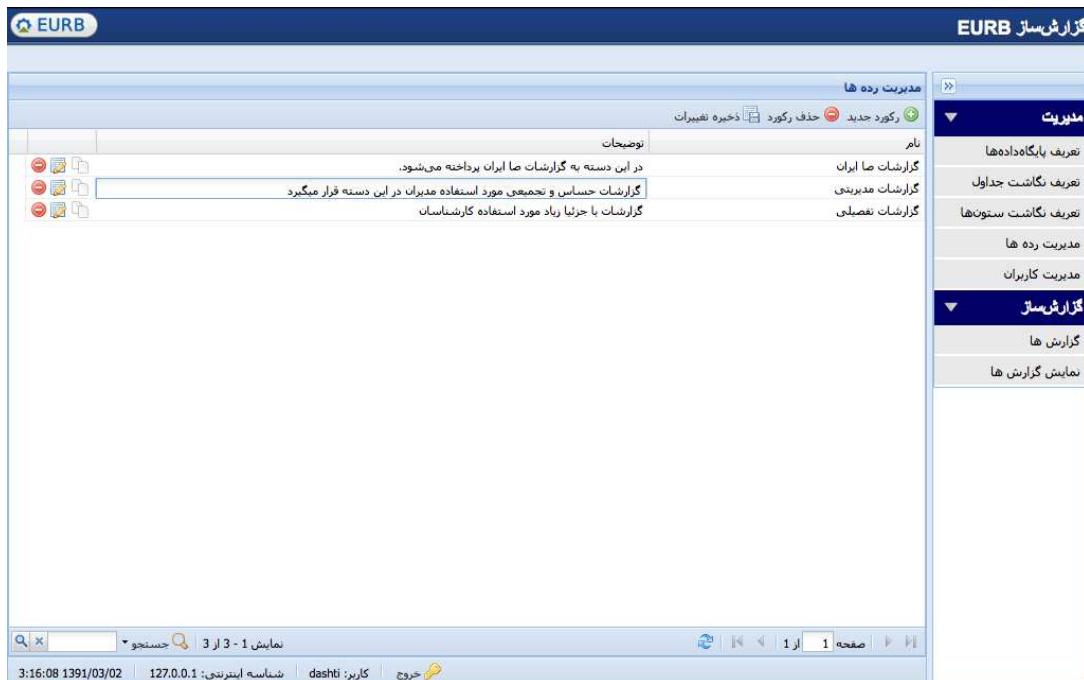 گزارش‌ساز EURB
EURB
مدیریت رده ها
رکورد جدید حذف رکورد ذخیره تغییرات
نام
توضیحات
گزارشات صا ایران
در این دسته به گزارشات صا ایران پرداخته می‌شود.
گزارشات مدیریتی
گزارشات حساس و تجمیعی مورد استفاده مدیران در این دسته قرار میگیرد
گزارشات تفصیلی
گزارشات با جزئیا زیاد مورد استفاده کارشناسان
مدیریت
تعریف پایگاه‌داده‌ها
تعریف نگاشت جداول
تعریف نگاشت ستون‌ها
مدیریت رده ها
مدیریت کاربران
گزارش‌ساز
گزارش ها
نمایش گزارش ها
صفحه 1 از 1
نمایش 1 - 3 از 3
جستجو
خروج
کاربر: dashti
شناسه اینترنتی: 127.0.0.1
3:16:08 1391/03/02